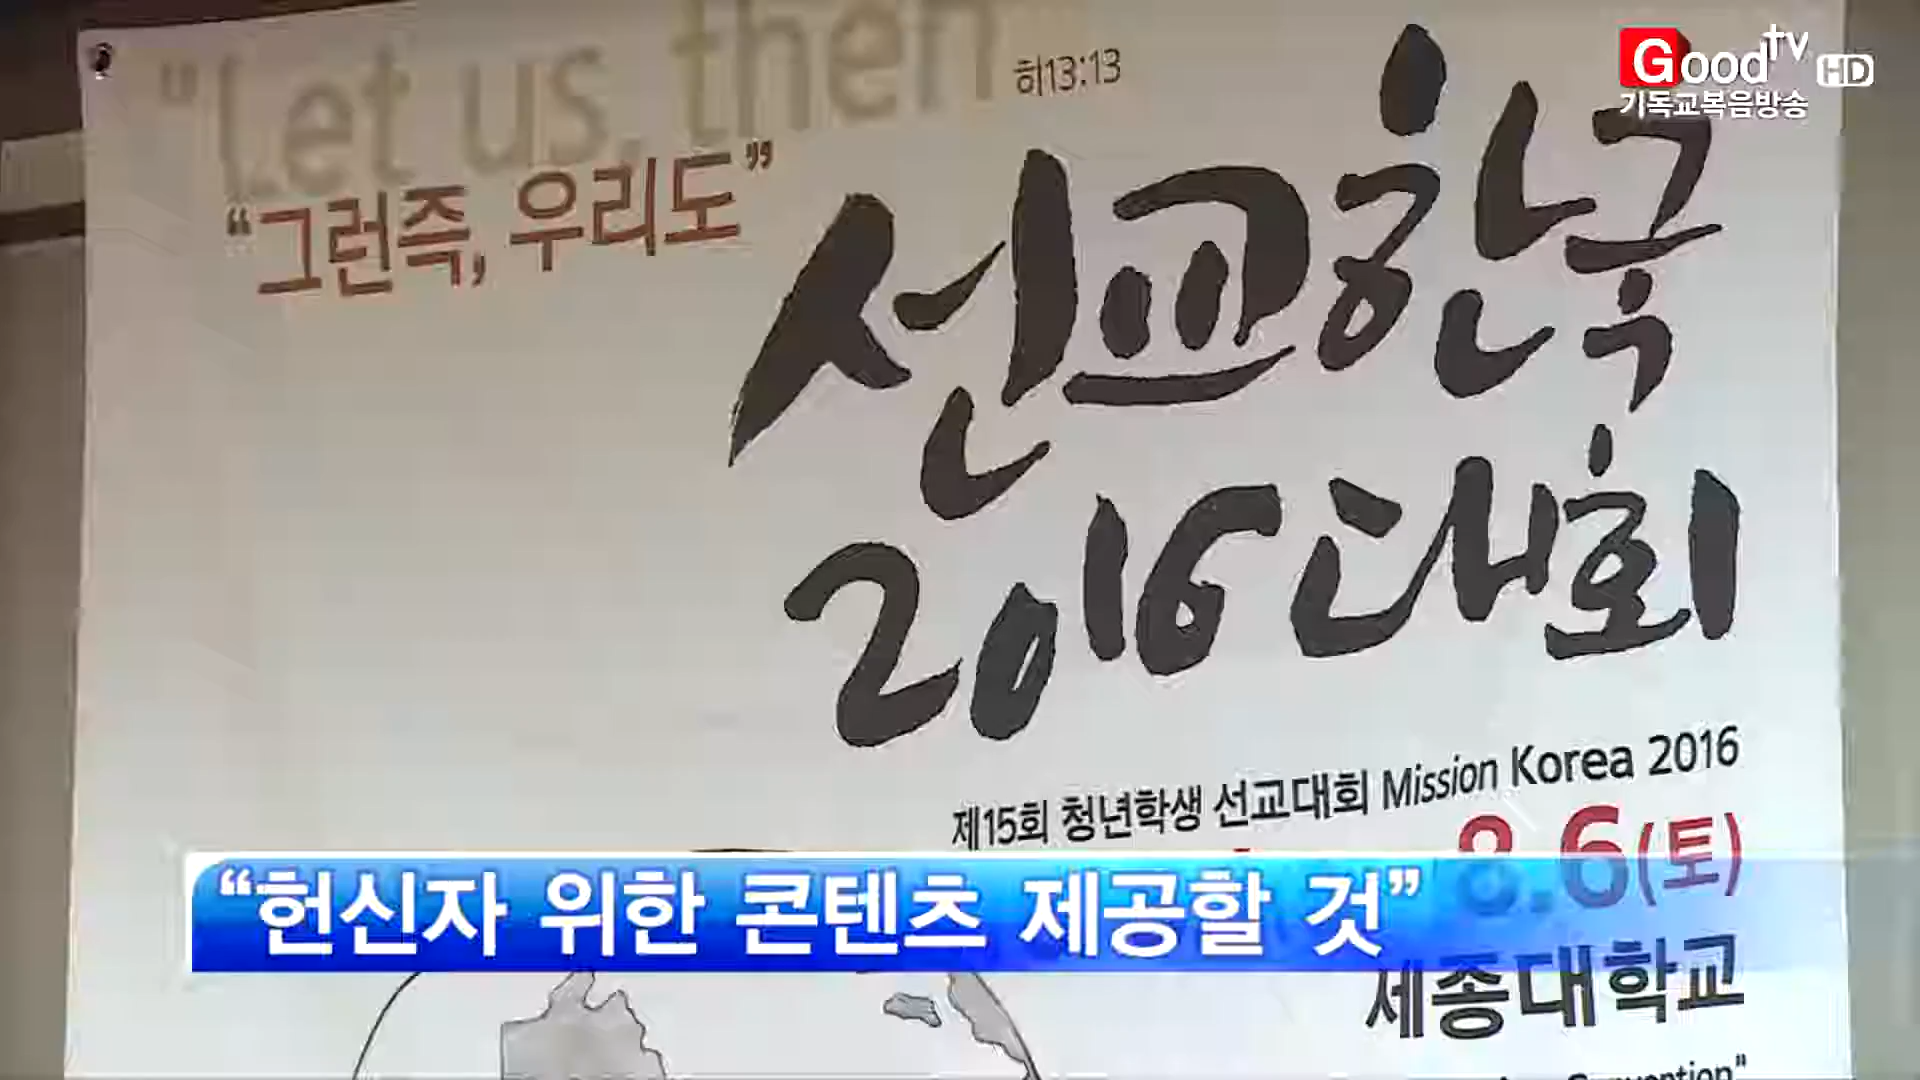 "Let us, then
히13:13
“그런즉, 우리도”
선교한국
2016대회
제15회 청년학생 선교대회 Mission Korea 2016
8.6(토)
세종대학교
Convention"
Good tv HD
기독교복음방송
“헌신자 위한 콘텐츠 제공할 것”